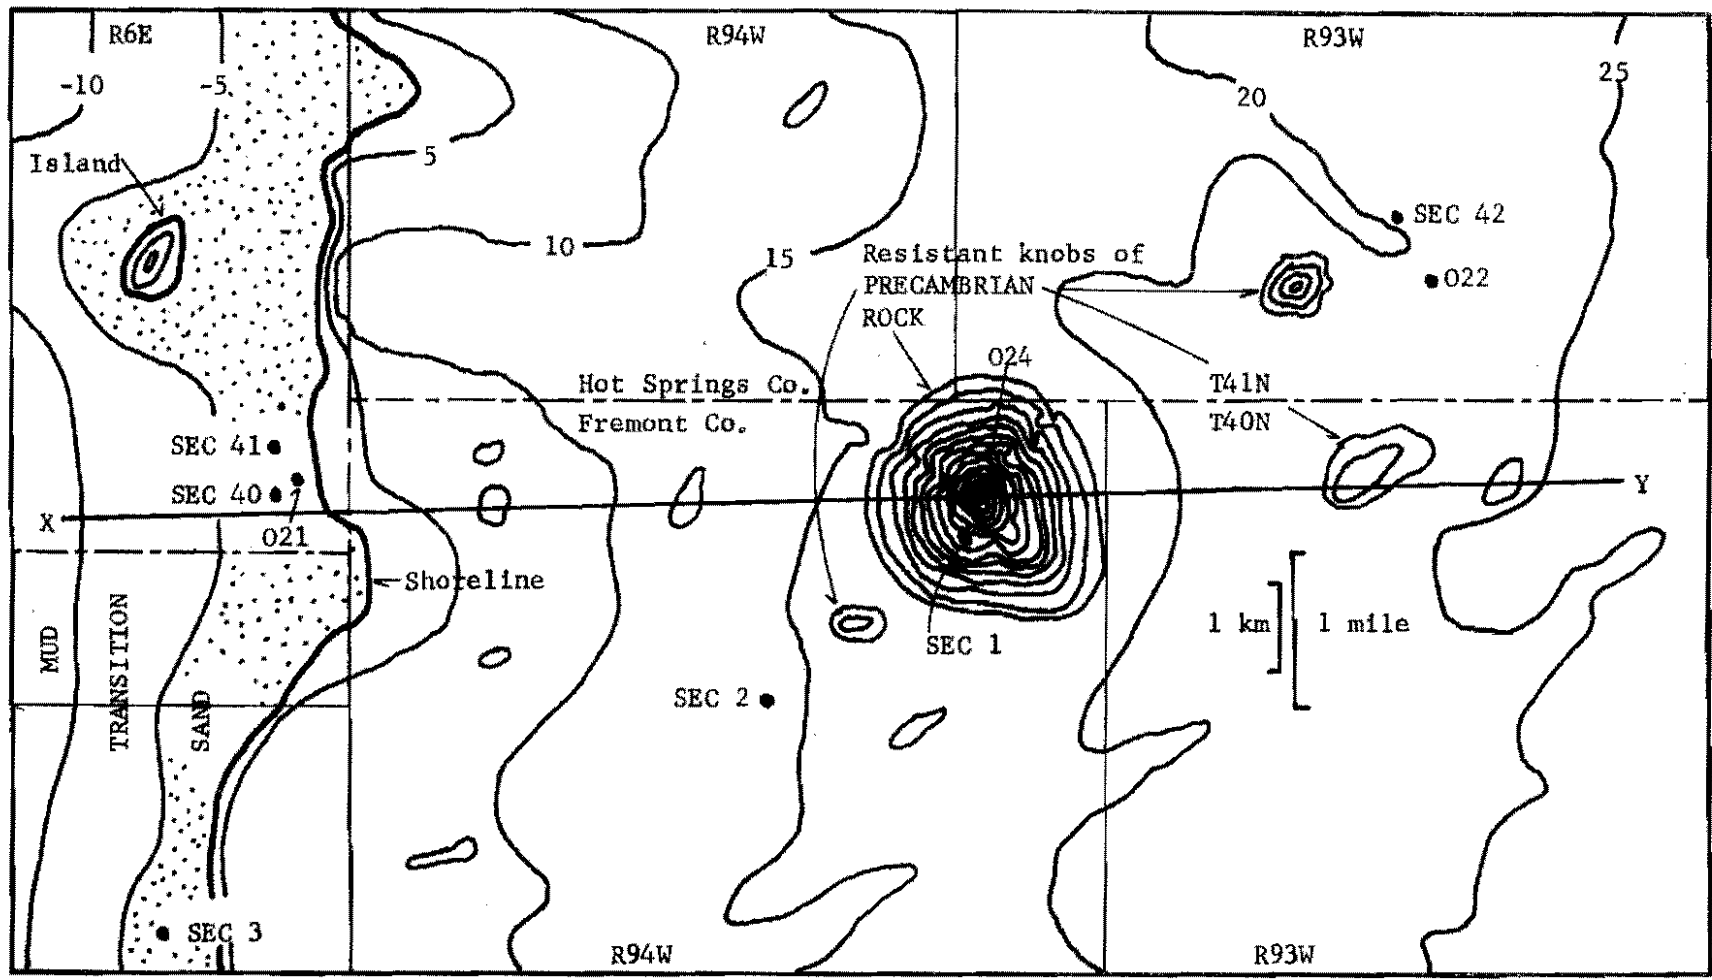 R6E
R94W
R93W
-10
-5
25
20
Island
5
SEC 42
10
15
Resistant knobs of
PRECAMBRIAN
ROCK
O22
O24
Hot Springs Co.
T41N
Fremont Co.
T40N
SEC 41
SEC 40
X
Y
O21
Shoreline
MUD
TRANSITION
SAND
1 km
1 mile
SEC 1
SEC 2
SEC 3
R94W
R93W